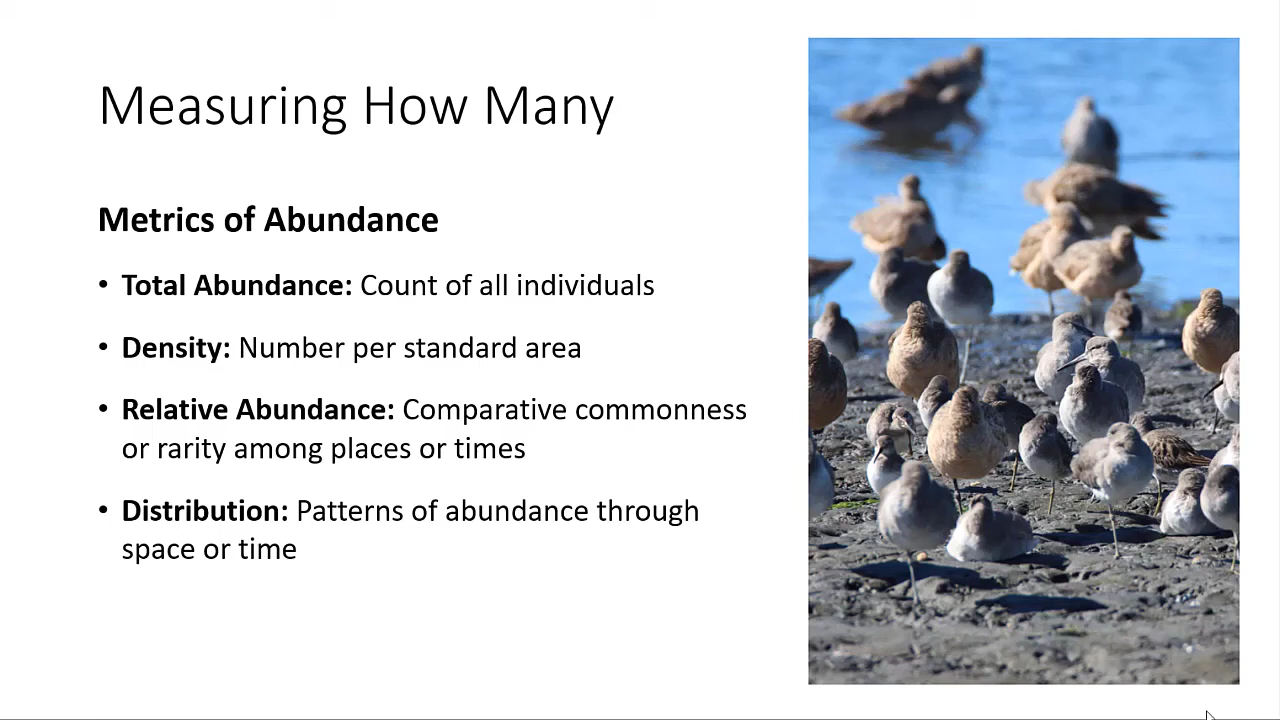 Measuring How Many
Metrics of Abundance
• Total Abundance: Count of all individuals
• Density: Number per standard area
• Relative Abundance: Comparative commonness
or rarity among places or times
• Distribution: Patterns of abundance through
space or time